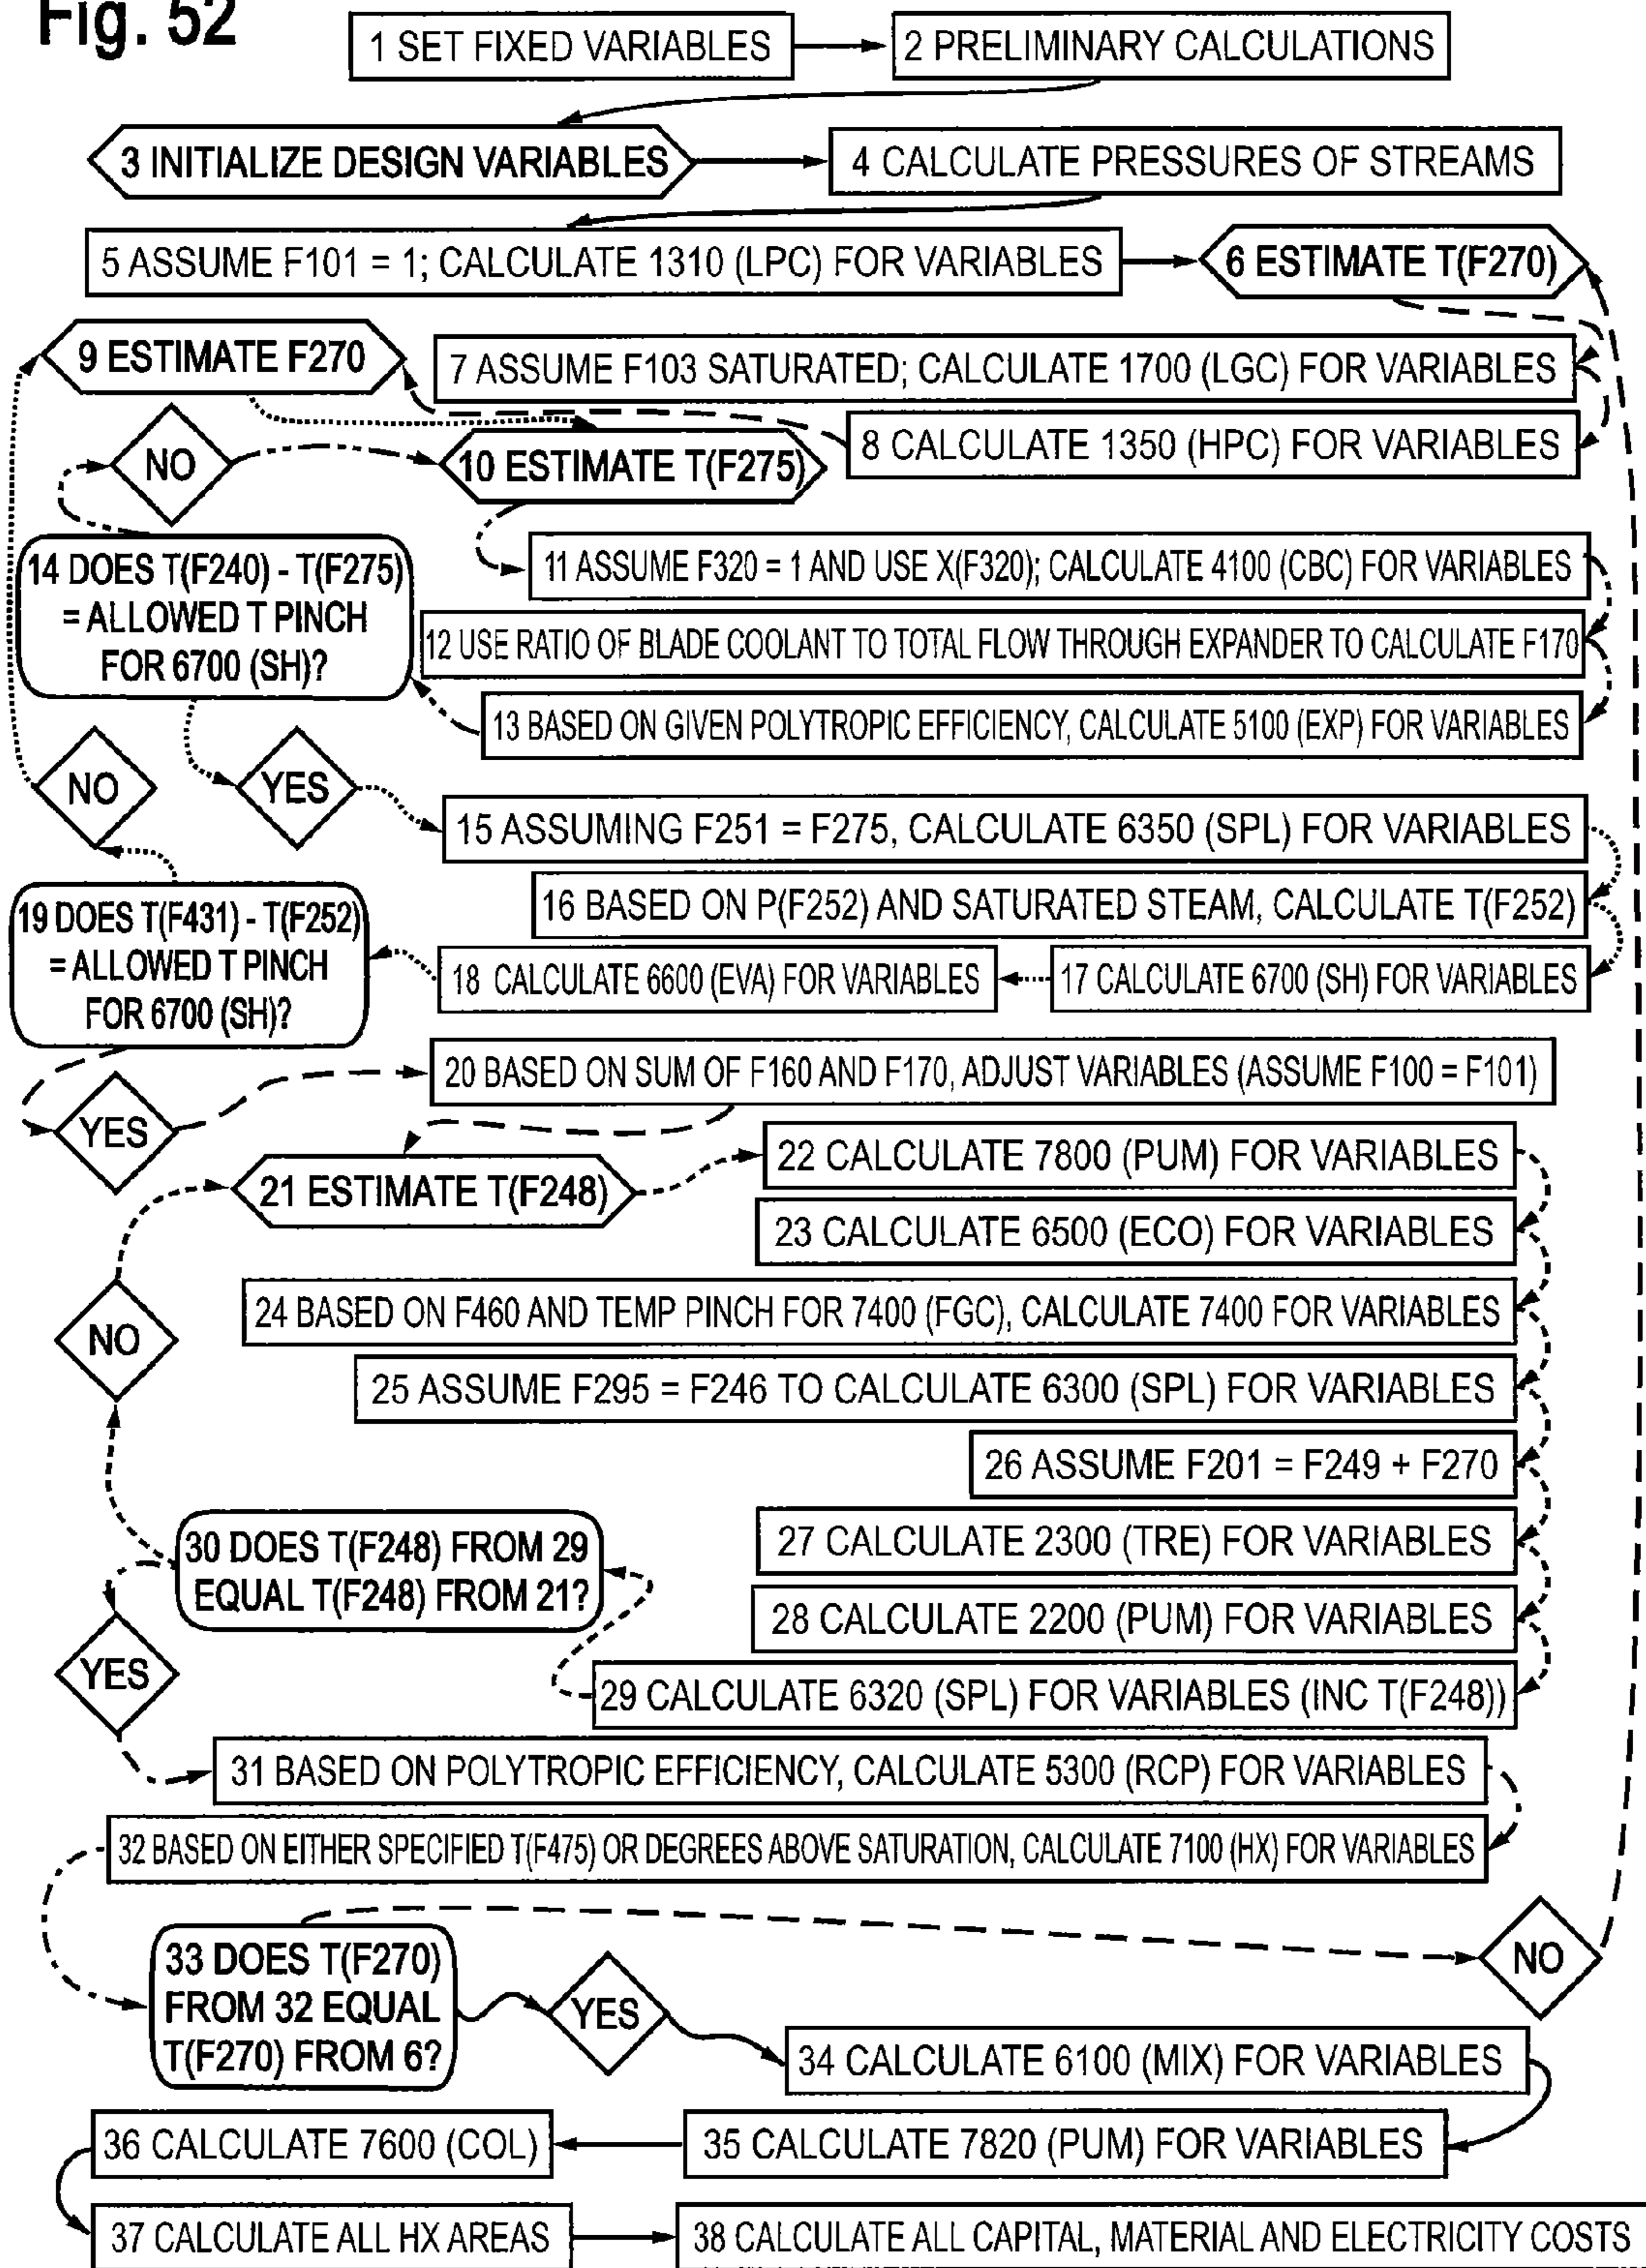 Fig. 52
1 SET FIXED VARIABLES
2 PRELIMINARY CALCULATIONS
3 INITIALIZE DESIGN VARIABLES
4 CALCULATE PRESSURES OF STREAMS
5 ASSUME F101 = 1; CALCULATE 1310 (LPC) FOR VARIABLES
6 ESTIMATE T(F270)
9 ESTIMATE F270
7 ASSUME F103 SATURATED; CALCULATE 1700 (LGC) FOR VARIABLES
8 CALCULATE 1350 (HPC) FOR VARIABLES
NO
10 ESTIMATE T(F275)
14 DOES T(F240) - T(F275)
= ALLOWED T PINCH
FOR 6700 (SH)?
11 ASSUME F320 = 1 AND USE X(F320); CALCULATE 4100 (CBC) FOR VARIABLES
12 USE RATIO OF BLADE COOLANT TO TOTAL FLOW THROUGH EXPANDER TO CALCULATE F170
13 BASED ON GIVEN POLYTROPIC EFFICIENCY, CALCULATE 5100 (EXP) FOR VARIABLES
NO
YES
15 ASSUMING F251 = F275, CALCULATE 6350 (SPL) FOR VARIABLES
16 BASED ON P(F252) AND SATURATED STEAM, CALCULATE T(F252)
19 DOES T(F431) - T(F252)
= ALLOWED T PINCH
FOR 6700 (SH)?
18 CALCULATE 6600 (EVA) FOR VARIABLES
17 CALCULATE 6700 (SH) FOR VARIABLES
20 BASED ON SUM OF F160 AND F170, ADJUST VARIABLES (ASSUME F100 = F101)
YES
21 ESTIMATE T(F248)
22 CALCULATE 7800 (PUM) FOR VARIABLES
23 CALCULATE 6500 (ECO) FOR VARIABLES
24 BASED ON F460 AND TEMP PINCH FOR 7400 (FGC), CALCULATE 7400 FOR VARIABLES
NO
25 ASSUME F295 = F246 TO CALCULATE 6300 (SPL) FOR VARIABLES
26 ASSUME F201 = F249 + F270
30 DOES T(F248) FROM 29
EQUAL T(F248) FROM 21?
27 CALCULATE 2300 (TRE) FOR VARIABLES
28 CALCULATE 2200 (PUM) FOR VARIABLES
YES
29 CALCULATE 6320 (SPL) FOR VARIABLES (INC T(F248))
31 BASED ON POLYTROPIC EFFICIENCY, CALCULATE 5300 (RCP) FOR VARIABLES
32 BASED ON EITHER SPECIFIED T(F475) OR DEGREES ABOVE SATURATION, CALCULATE 7100 (HX) FOR VARIABLES
33 DOES T(F270)
FROM 32 EQUAL
T(F270) FROM 6?
NO
YES
34 CALCULATE 6100 (MIX) FOR VARIABLES
36 CALCULATE 7600 (COL)
35 CALCULATE 7820 (PUM) FOR VARIABLES
37 CALCULATE ALL HX AREAS
38 CALCULATE ALL CAPITAL, MATERIAL AND ELECTRICITY COSTS